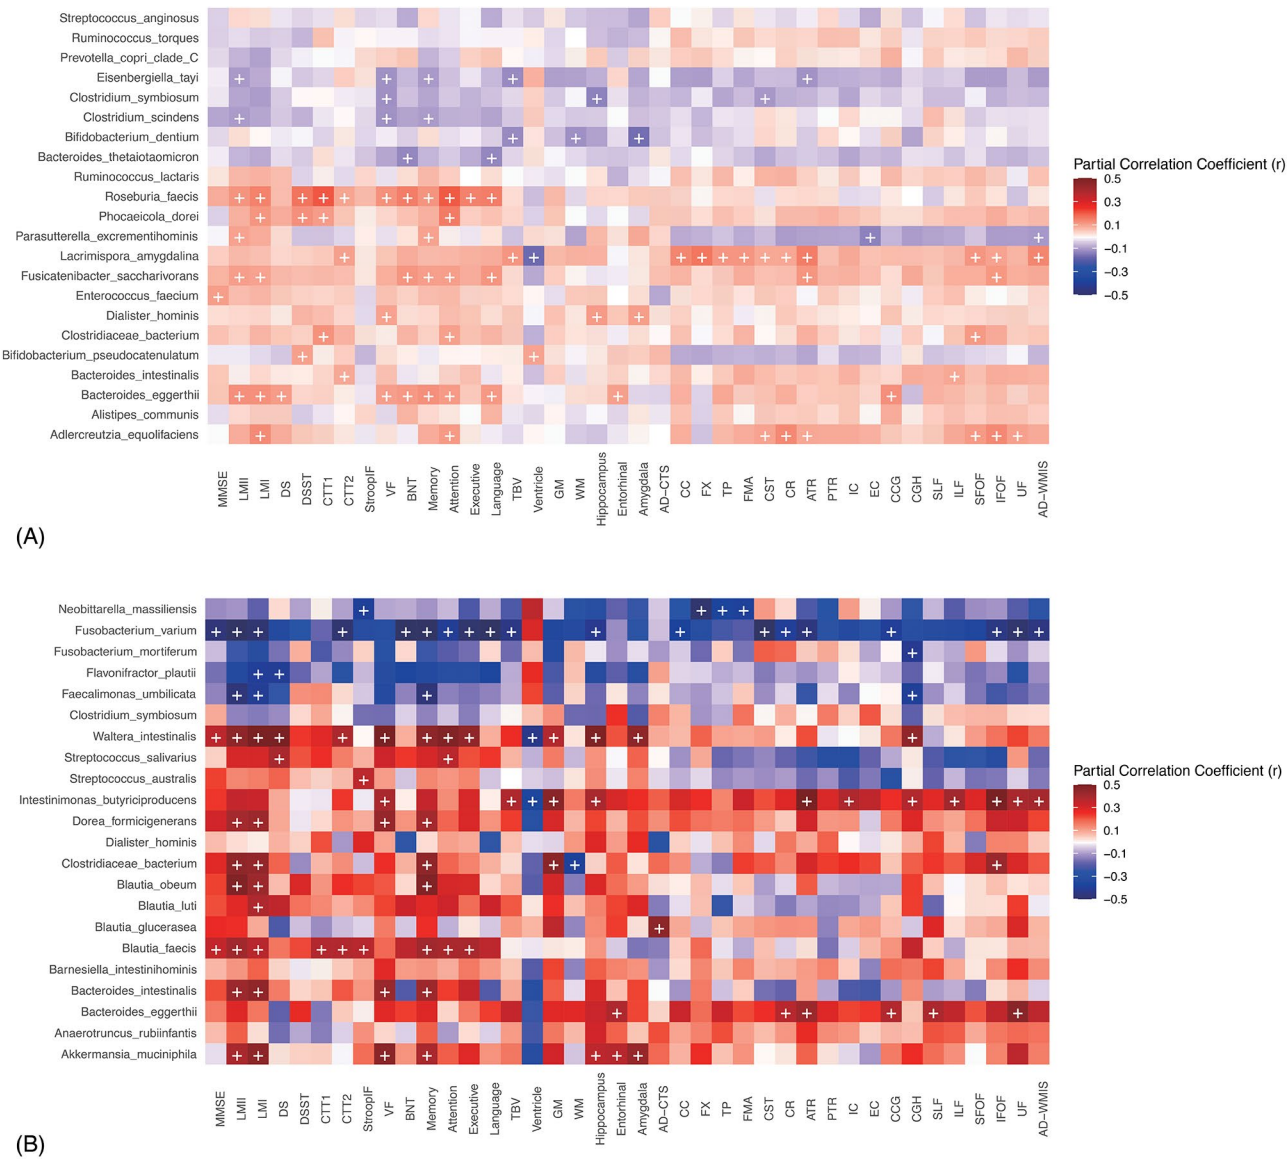 Streptococcus_anginosus
Ruminococcus_torques
Prevotella_copri_clade_C
Eisenbergiella_tayi
Clostridium_symbiosum
Clostridium_scindens
Bifidobacterium_dentium
Bacteroides_thetaiotaomicron
Ruminococcus_lactaris
Roseburia_faecis
Phocaeicola_dorei
Parasutterella_excrementihominis
Lacrimispora_amygdalina
Fusicatenibacter_saccharivorans
Enterococcus_faecium
Dialister_hominis
Clostridiaceae_bacterium
Bifidobacterium_pseudocatenulatum
Bacteroides_intestinalis
Bacteroides_eggerthii
Alistipes_communis
Adlercreutzia_equolifaciens
MMSE LMII LMI DS DSST CTT1 CTT2 StroopIF VF BNT Memory Attention Executive Language TBV Ventricle GM WM Hippocampus Entorhinal Amygdala AD−CTS CC FX TP FMA CST CR ATR PTR IC EC CCG CGH SLF ILF SFOF IFOF UF AD−WMIS
Partial Correlation Coefficient (r)
0.5
0.3
0.1
−0.1
−0.3
−0.5
(A)
Neobittarella_massiliensis
Fusobacterium_varium
Fusobacterium_mortiferum
Flavonifractor_plautii
Faecalimonas_umbilicata
Clostridium_symbiosum
Waltera_intestinalis
Streptococcus_salivarius
Streptococcus_australis
Intestinimonas_butyriciproducens
Dorea_formicigenerans
Dialister_hominis
Clostridiaceae_bacterium
Blautia_obeum
Blautia_luti
Blautia_glucerasea
Blautia_faecis
Barnesiella_intestinihominis
Bacteroides_intestinalis
Bacteroides_eggerthii
Anaerotruncus_rubiinfantis
Akkermansia_muciniphila
MMSE LMII LMI DS DSST CTT1 CTT2 StroopIF VF BNT Memory Attention Executive Language TBV Ventricle GM WM Hippocampus Entorhinal Amygdala AD−CTS CC FX TP FMA CST CR ATR PTR IC EC CCG CGH SLF ILF SFOF IFOF UF AD−WMIS
Partial Correlation Coefficient (r)
0.5
0.3
0.1
−0.1
−0.3
−0.5
(B)